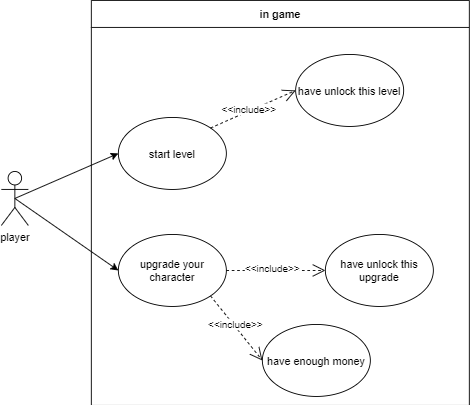 in game
have unlock this level
<<include>>
start level
player
upgrade your
character
<<include>>
have unlock this
upgrade
<<include>>
have enough money